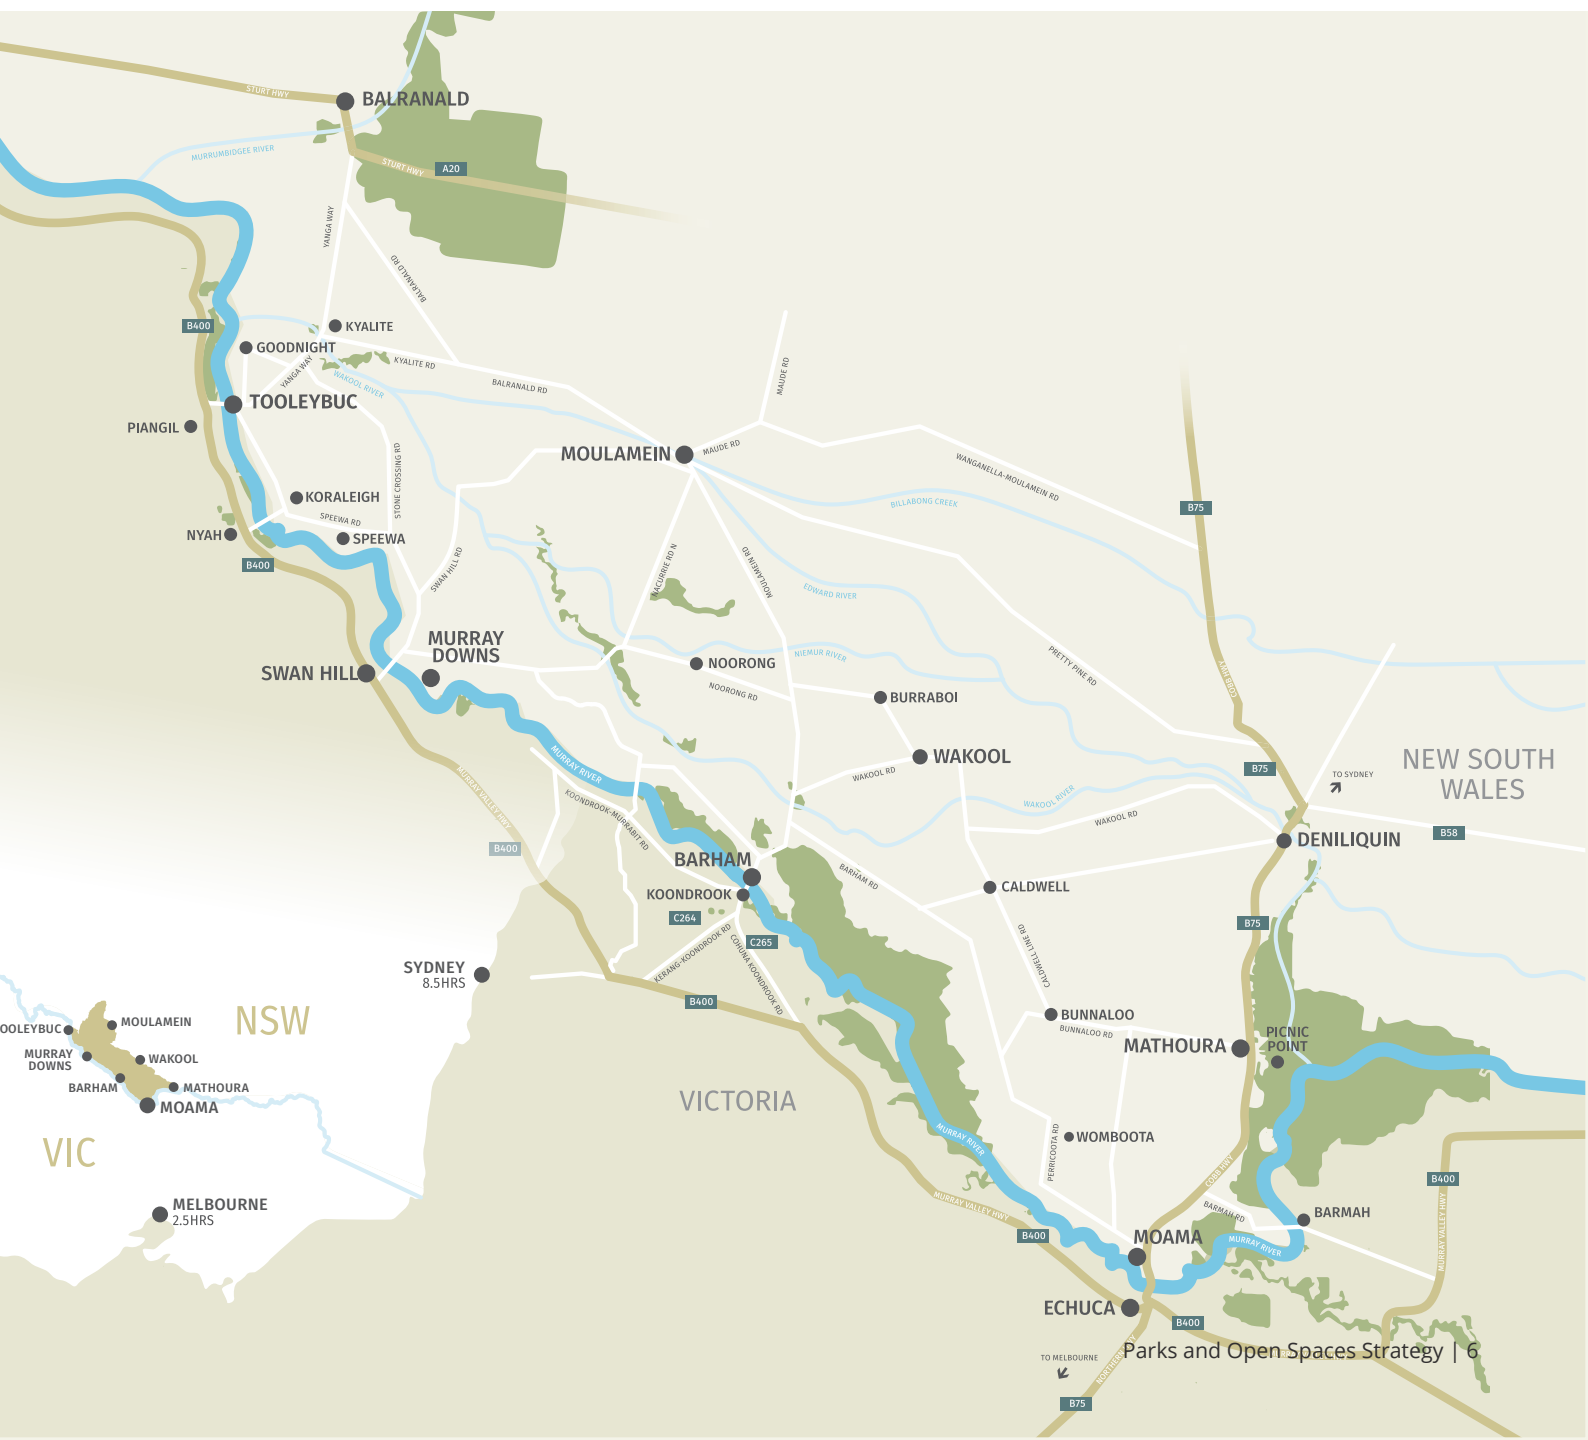 STURT HWY
BALRANALD
MURRUMBIDGEE RIVER
STURT HWY
A20
YANGA WAY
BALRANALD RD
B400
KYALITE
GOODNIGHT
YANGA WAY
KYALITE RD
WAKOOL RIVER
BALRANALD RD
MAUDE RD
TOOLEYBUC
PIANGIL
MOULAMEIN
MAUDE RD
WANGANELLA-MOULAMEIN RD
STONE CROSSING RD
KORALEIGH
SPEEWA RD
BILLABONG CREEK
B75
NYAH
SPEEWA
B400
SWAN HILL RD
NACURRIE RD N
MOULAMEIN RD
EDWARD RIVER
MURRAY
DOWNS
SWAN HILL
NOORONG
NIEMUR RIVER
PRETTY PINE RD
COBB HWY
NOORONG RD
BURRABOI
MURRAY RIVER
WAKOOL
NEW SOUTH
WALES
MURRAY VALLEY HWY
KOONDROOK-MURRABIT RD
WAKOOL RD
WAKOOL RIVER
B75
TO SYDNEY
WAKOOL RD
B58
B400
DENILIQUIN
BARHAM
BARHAM RD
KOONDROOK
CALDWELL
C264
C265
B75
KERANG-KOONDROOK RD
COHUNA KOONDROOK RD
CALDWELL LINE RD
SYDNEY
8.5HRS
B400
BUNNALOO
BUNNALOO RD
MATHOURA
PICNIC
POINT
NSW
OOLEYBUC
MOULAMEIN
MURRAY
DOWNS
WAKOOL
BARHAM
MATHOURA
MOAMA
VICTORIA
VIC
MURRAY RIVER
WOMBOOTA
PERRICOOTA RD
COBB HWY
B400
MELBOURNE
2.5HRS
MURRAY VALLEY HWY
BARMAH RD
BARMAH
MURRAY VALLEY HWY
B400
MOAMA
MURRAY RIVER
ECHUCA
B400
TO MELBOURNE
NORTHERN HWY
Parks and Open Spaces Strategy | 6
B75